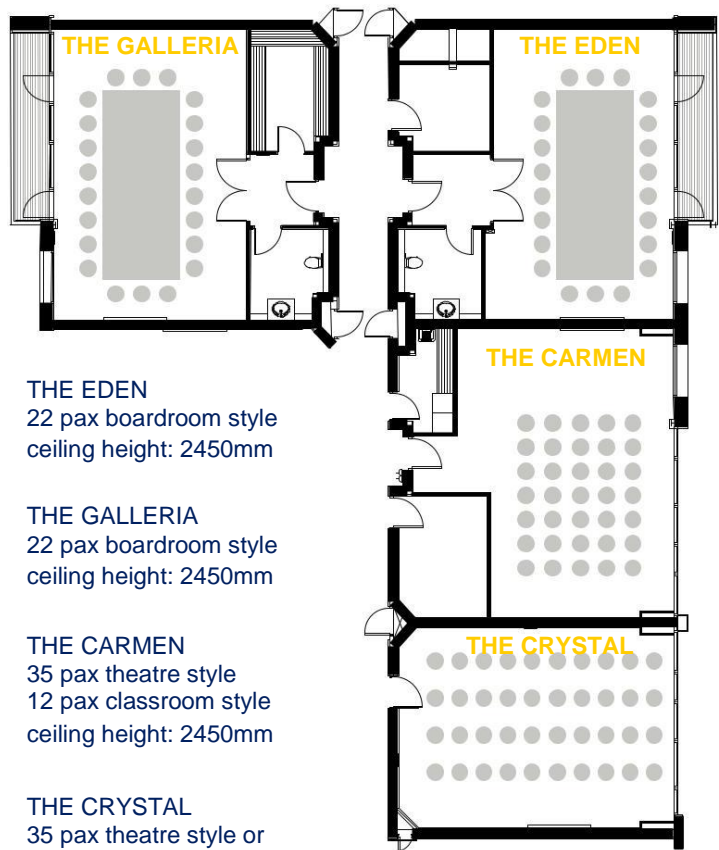 THE GALLERIA
THE EDEN
THE CARMEN
THE CRYSTAL
THE EDEN
22 pax boardroom style
ceiling height: 2450mm
THE GALLERIA
22 pax boardroom style
ceiling height: 2450mm
THE CARMEN
35 pax theatre style
12 pax classroom style
ceiling height: 2450mm
THE CRYSTAL
35 pax theatre style or